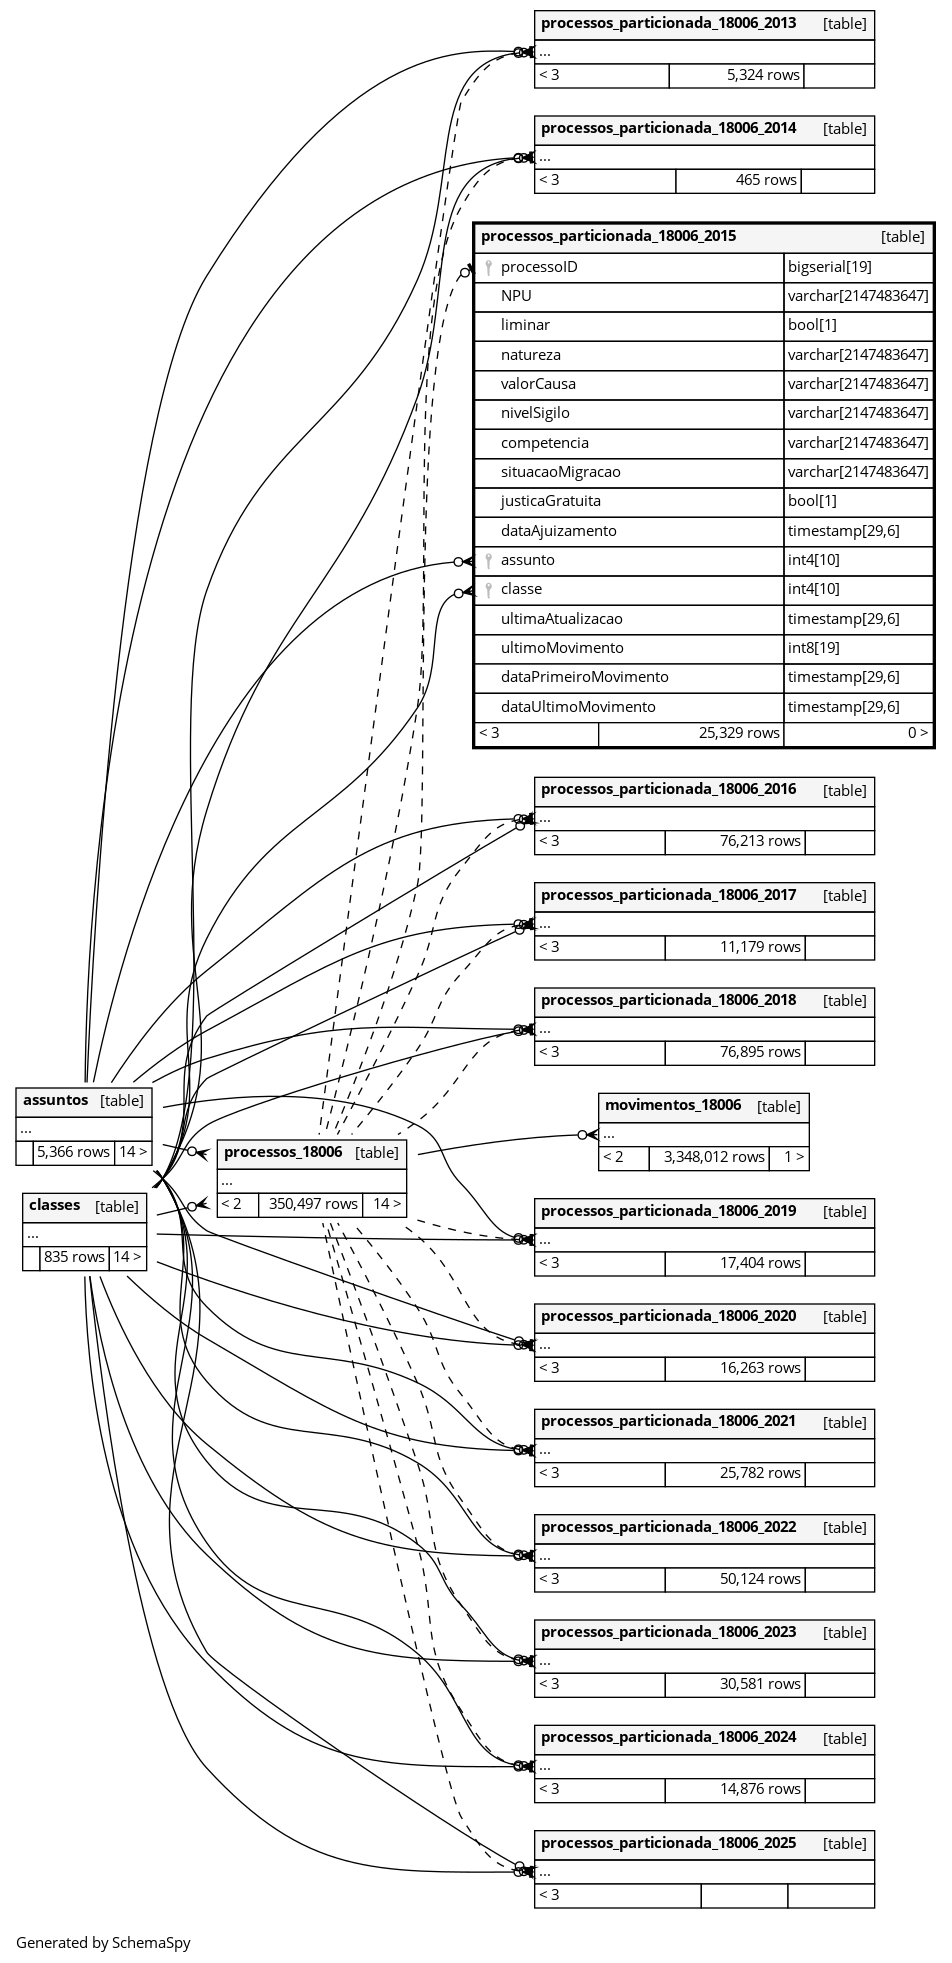 processos_particionada_18006_2013 [table]
...
< 3 5,324 rows
processos_particionada_18006_2014 [table]
...
< 3 465 rows
processos_particionada_18006_2015 [table]
processoID bigserial[19]
NPU varchar[2147483647]
liminar bool[1]
natureza varchar[2147483647]
valorCausa varchar[2147483647]
nivelSigilo varchar[2147483647]
competencia varchar[2147483647]
situacaoMigracao varchar[2147483647]
justicaGratuita bool[1]
dataAjuizamento timestamp[29,6]
assunto int4[10]
classe int4[10]
ultimaAtualizacao timestamp[29,6]
ultimoMovimento int8[19]
dataPrimeiroMovimento timestamp[29,6]
dataUltimoMovimento timestamp[29,6]
< 3 25,329 rows 0 >
processos_particionada_18006_2016 [table]
...
< 3 76,213 rows
processos_particionada_18006_2017 [table]
...
< 3 11,179 rows
processos_particionada_18006_2018 [table]
...
< 3 76,895 rows
assuntos [table]
...
5,366 rows 14 >
movimentos_18006 [table]
...
< 2 3,348,012 rows 1 >
processos_18006 [table]
...
< 2 350,497 rows 14 >
classes [table]
...
835 rows 14 >
processos_particionada_18006_2019 [table]
...
< 3 17,404 rows
processos_particionada_18006_2020 [table]
...
< 3 16,263 rows
processos_particionada_18006_2021 [table]
...
< 3 25,782 rows
processos_particionada_18006_2022 [table]
...
< 3 50,124 rows
processos_particionada_18006_2023 [table]
...
< 3 30,581 rows
processos_particionada_18006_2024 [table]
...
< 3 14,876 rows
processos_particionada_18006_2025 [table]
...
< 3
Generated by SchemaSpy